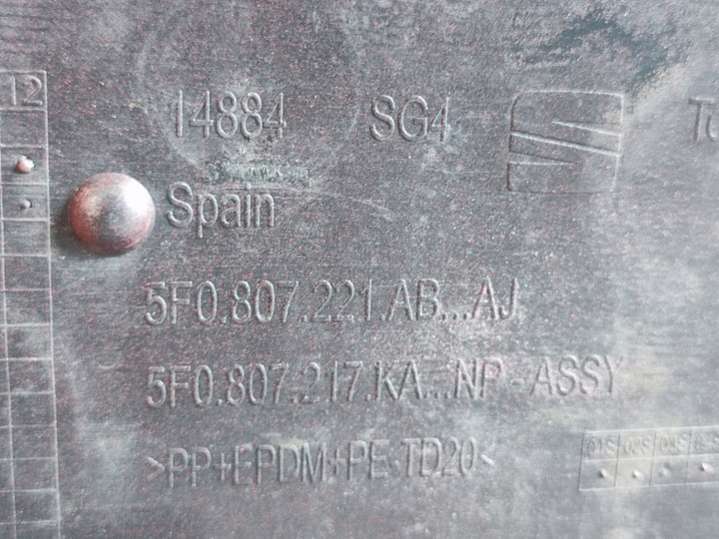 12
14884 SG4
Spain
5F0.807.221.AB...AJ
5F0.807.217.KA...NP-ASSY
>PP+EPDM+PE-TD20<